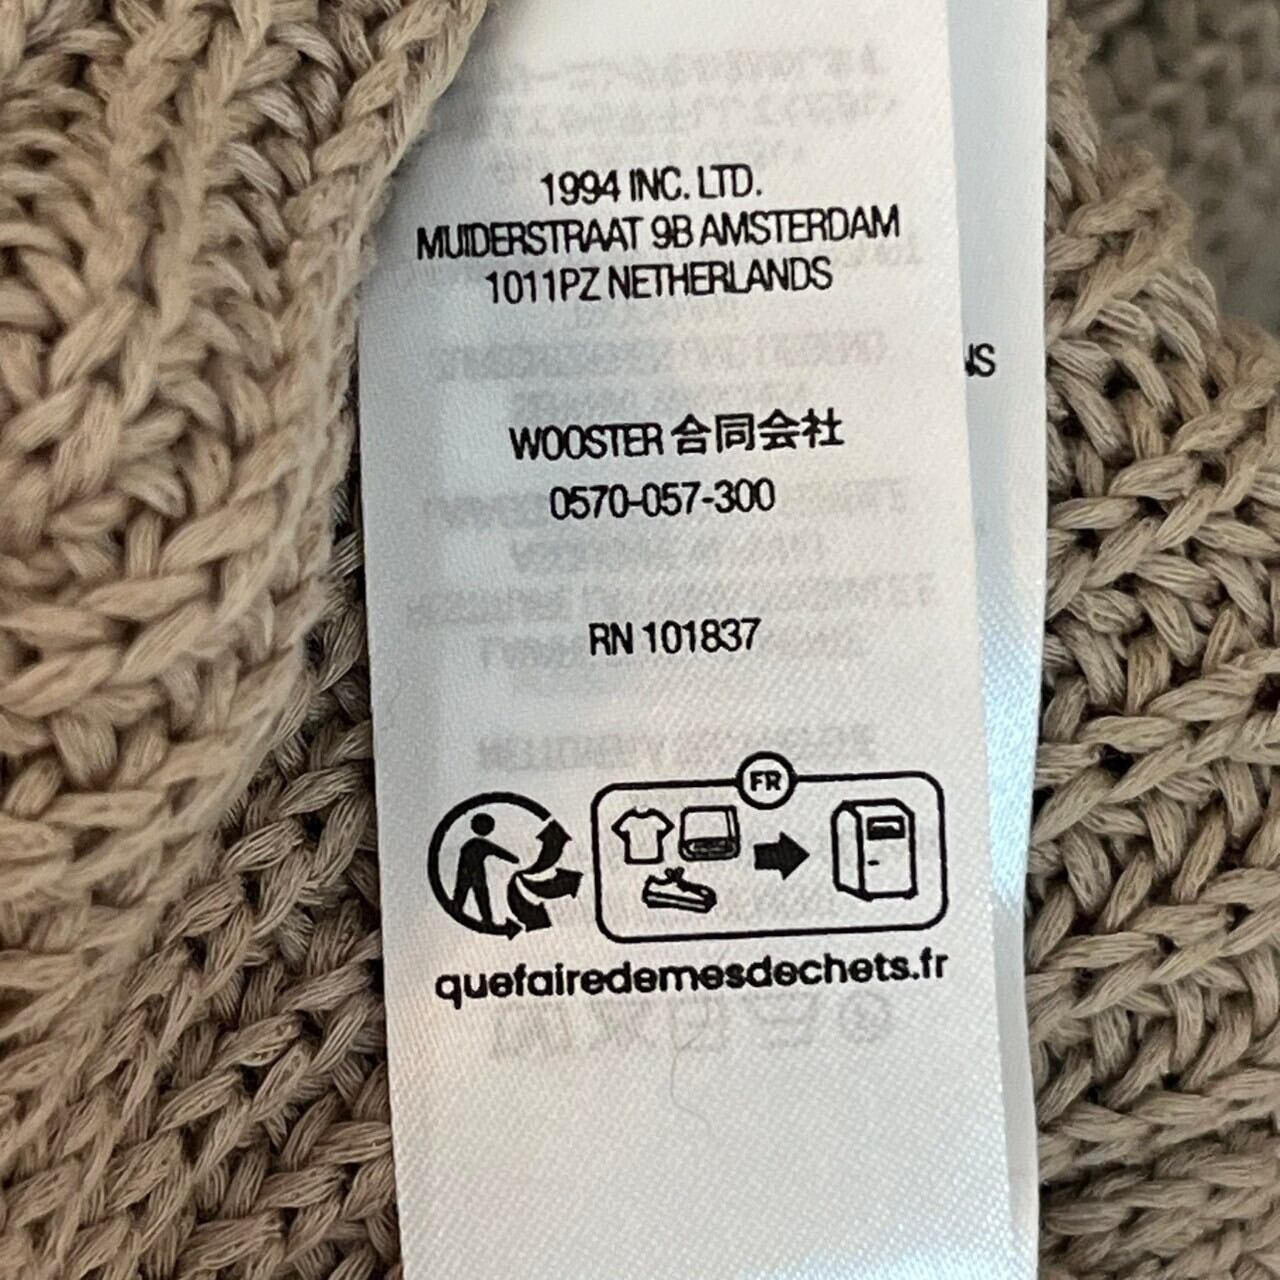 1994 INC. LTD.
MUIDERSTRAAT 9B AMSTERDAM
1011PZ NETHERLANDS
NS
WOOSTER 合同会社
0570-057-300
RN 101837
FR
quefairedemesdechets.fr